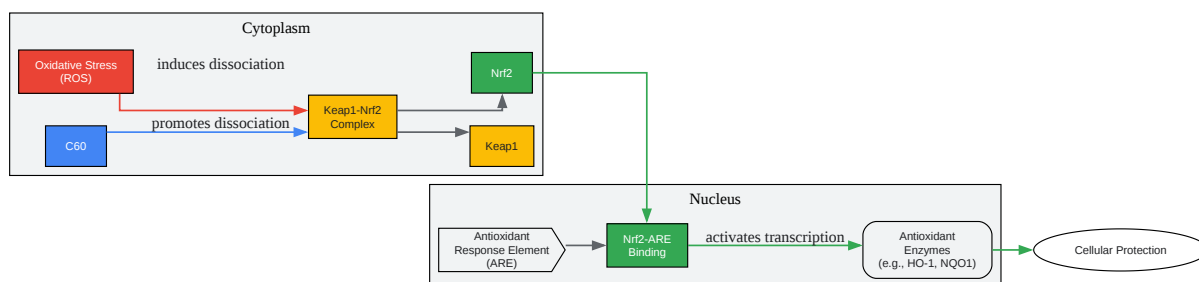 Cytoplasm
Oxidative Stress
(ROS)
induces dissociation
Nrf2
Keap1-Nrf2
Complex
promotes dissociation
C60
Keap1
Nucleus
Antioxidant
Response Element
(ARE)
Nrf2-ARE
Binding
activates transcription
Antioxidant
Enzymes
(e.g., HO-1, NQO1)
Cellular Protection